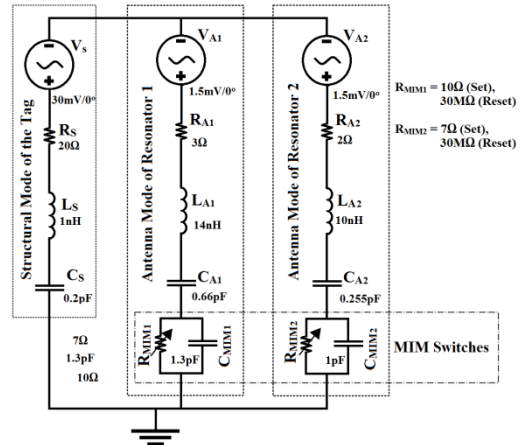 Structural Mode of the Tag
Vs
30mV/0°
RS
20Ω
LS
1nH
CS
0.2pF
7Ω
1.3pF
10Ω
Antenna Mode of Resonator 1
VA1
1.5mV/0°
RA1
3Ω
LA1
14nH
CA1
0.66pF
RMIM1
1.3pF
CMIM1
Antenna Mode of Resonator 2
VA2
1.5mV/0°
RA2
2Ω
LA2
10nH
CA2
0.255pF
RMIM2
1pF
CMIM2
MIM Switches
RMIM1 = 10Ω (Set),
30MΩ (Reset)
RMIM2 = 7Ω (Set),
30MΩ (Reset)